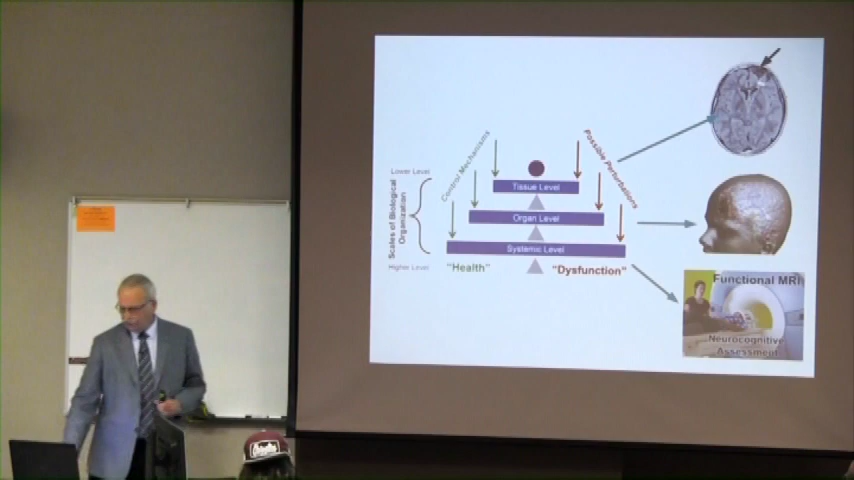 Control Mechanisms
Possible Perturbations
Lower Level
Scales of Biological
Organization
Higher Level
Tissue Level
Organ Level
Systemic Level
"Health"
"Dysfunction"
Functional MRI
Neurocognitive
Assessment